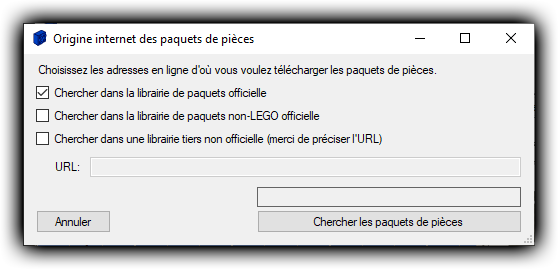 Origine internet des paquets de pièces
Choisissez les adresses en ligne d'où vous voulez télécharger les paquets de pièces.
Chercher dans la librairie de paquets officielle
Chercher dans la librairie de paquets non-LEGO officielle
Chercher dans une librairie tiers non officielle (merci de préciser l'URL)
URL:
Annuler
Chercher les paquets de pièces